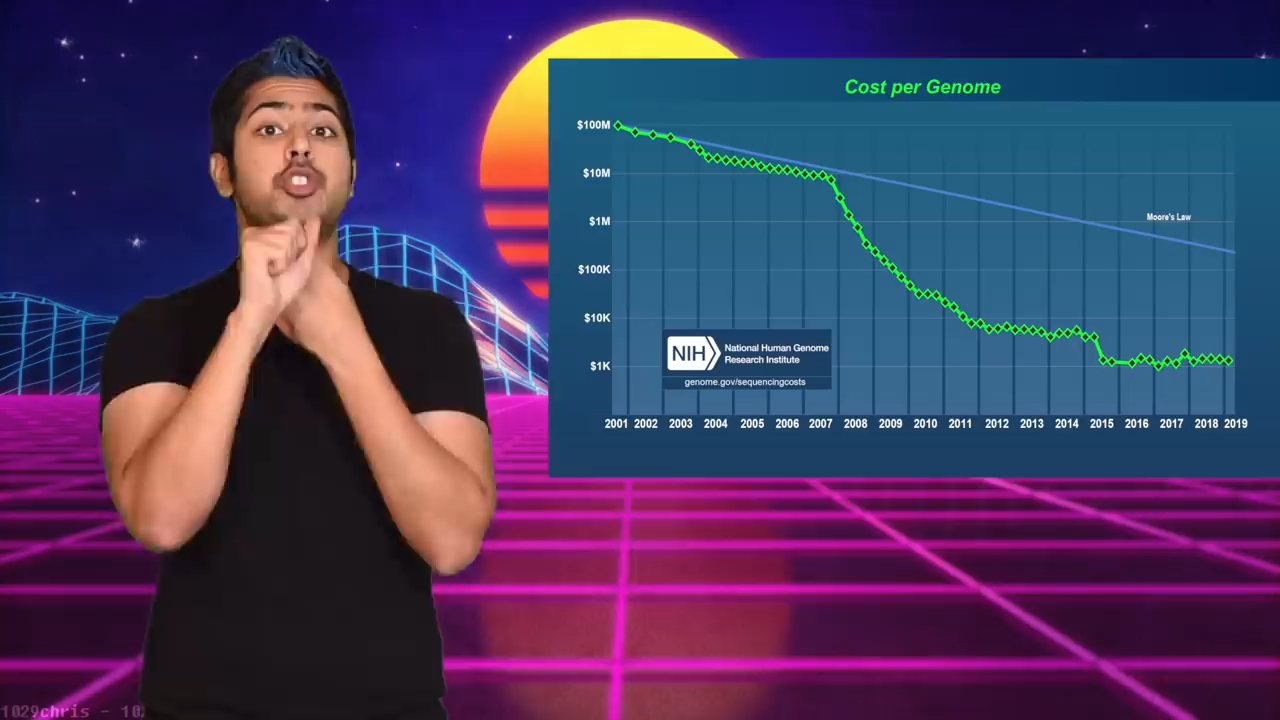 Cost per Genome
$100M
$10M
$1M
$100K
$10K
$1K
Moore's Law
NIH
National Human Genome
Research Institute
genome.gov/sequencingcosts
2001 2002 2003 2004 2005 2006 2007 2008 2009 2010 2011 2012 2013 2014 2015 2016 2017 2018 2019
1029chris - 10